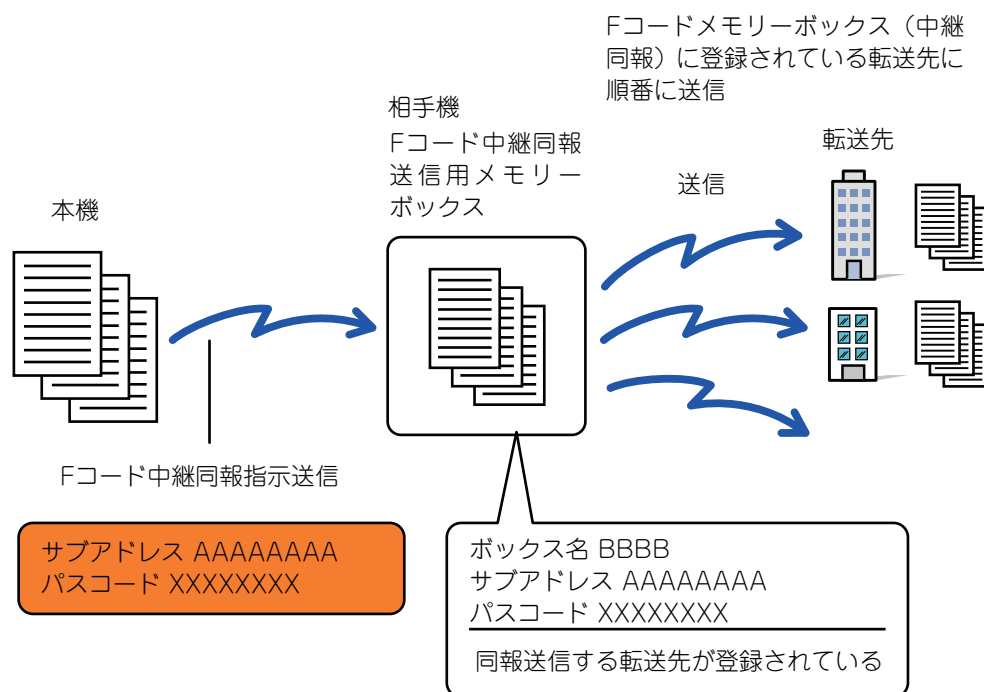 Fコードメモリーボックス（中継
同報）に登録されている転送先に
順番に送信
相手機
Fコード中継同報
送信用メモリー
ボックス
転送先
送信
本機
Fコード中継同報指示送信
サブアドレス AAAAAAAA
パスコード XXXXXXXX
ボックス名 BBBB
サブアドレス AAAAAAAA
パスコード XXXXXXXX
同報送信する転送先が登録されている